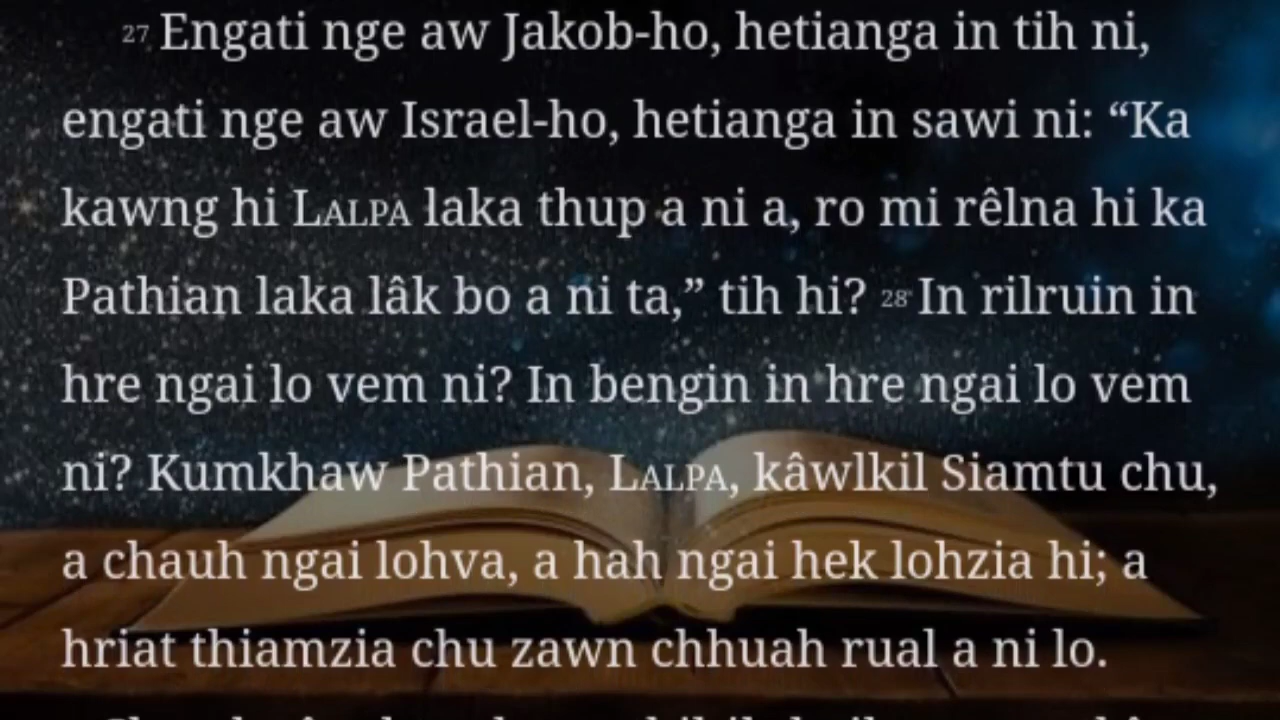 27 Engati nge aw Jakob-ho, hetianga in tih ni,
engati nge aw Israel-ho, hetianga in sawi ni: “Ka
kawng hi LALPA laka thup a ni a, ro mi rêlna hi ka
Pathian laka lâk bo a ni ta,” tih hi? 28 In rilruin in
hre ngai lo vem ni? In bengin in hre ngai lo vem
ni? Kumkhaw Pathian, LALPA, kâwlkil Siamtu chu,
a chauh ngai lohva, a hah ngai hek lohzia hi; a
hriat thiamzia chu zawn chhuah rual a ni lo.